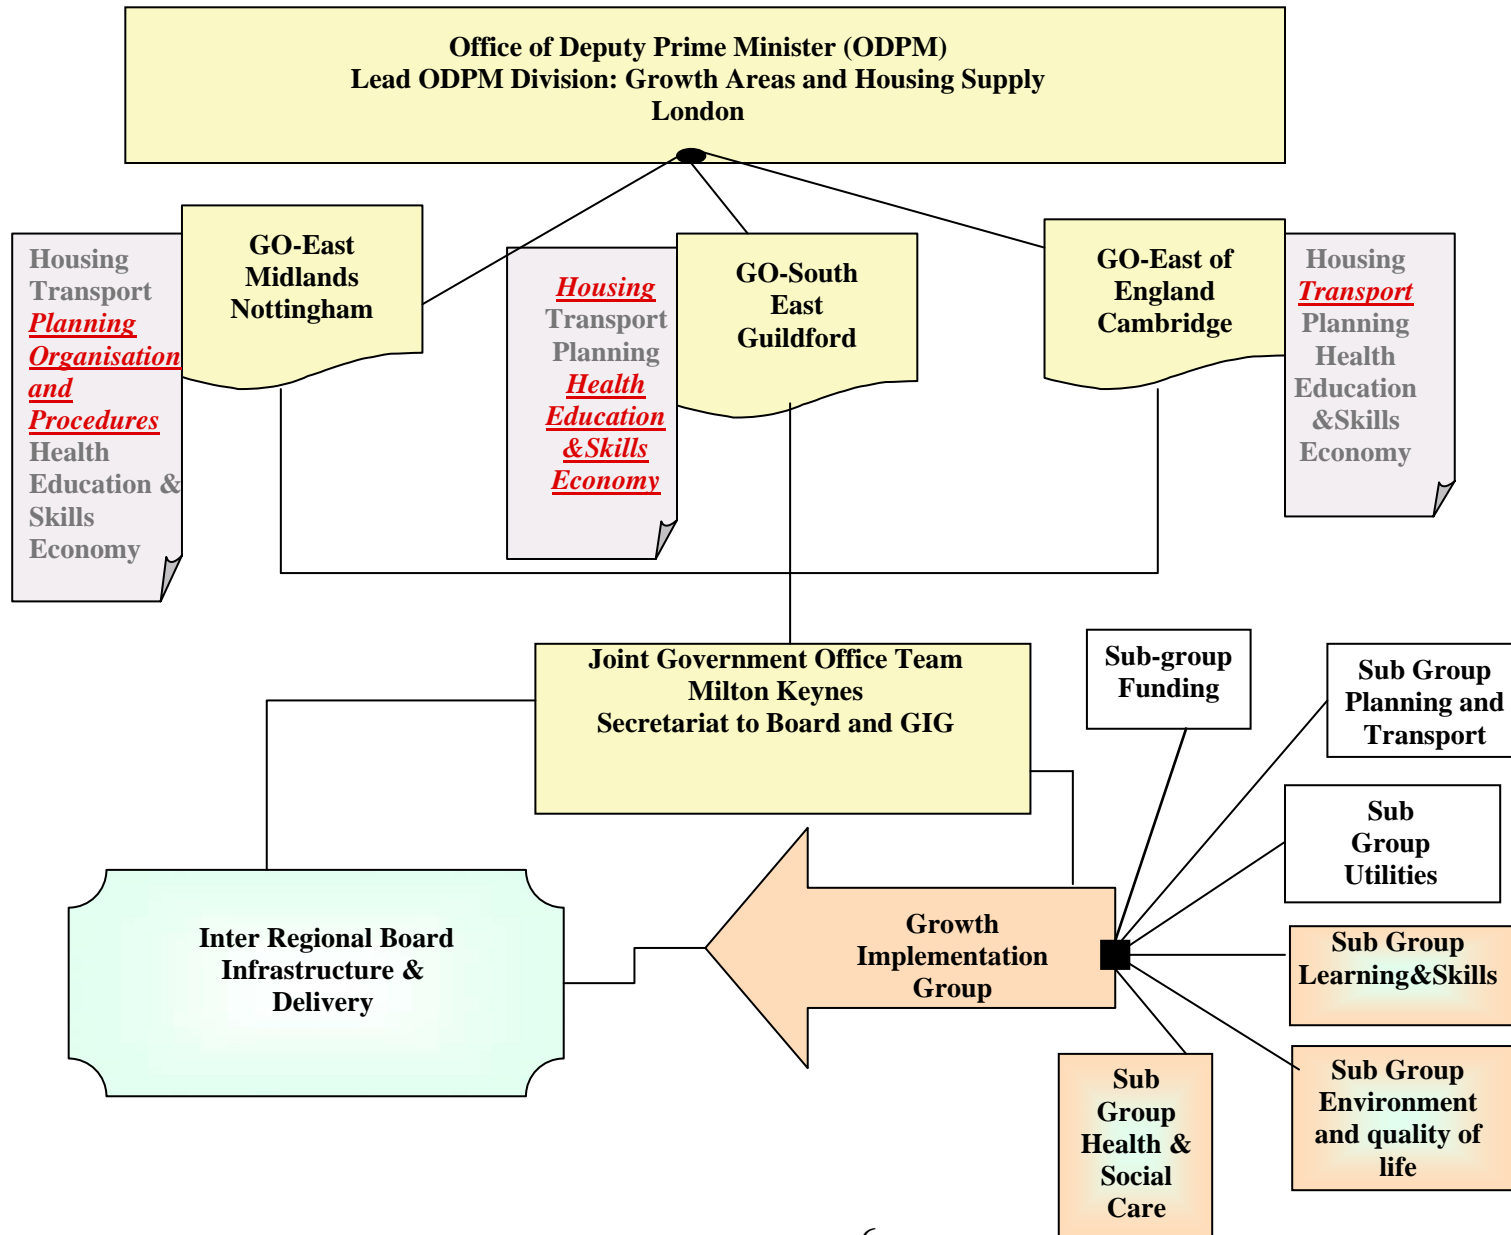 Office of Deputy Prime Minister (ODPM)
Lead ODPM Division: Growth Areas and Housing Supply
London
Housing
Transport
Planning
Organisation
and
Procedures
Health
Education &
Skills
Economy
GO-East
Midlands
Nottingham
Housing
Transport
Planning
Health
Education
&Skills
Economy
GO-South
East
Guildford
GO-East of
England
Cambridge
Housing
Transport
Planning
Health
Education
&Skills
Economy
Joint Government Office Team
Milton Keynes
Secretariat to Board and GIG
Sub-group
Funding
Sub Group
Planning and
Transport
Sub
Group
Utilities
Inter Regional Board
Infrastructure &
Delivery
Growth
Implementation
Group
Sub Group
Learning&Skills
Sub Group
Environment
and quality of
life
Sub
Group
Health &
Social
Care